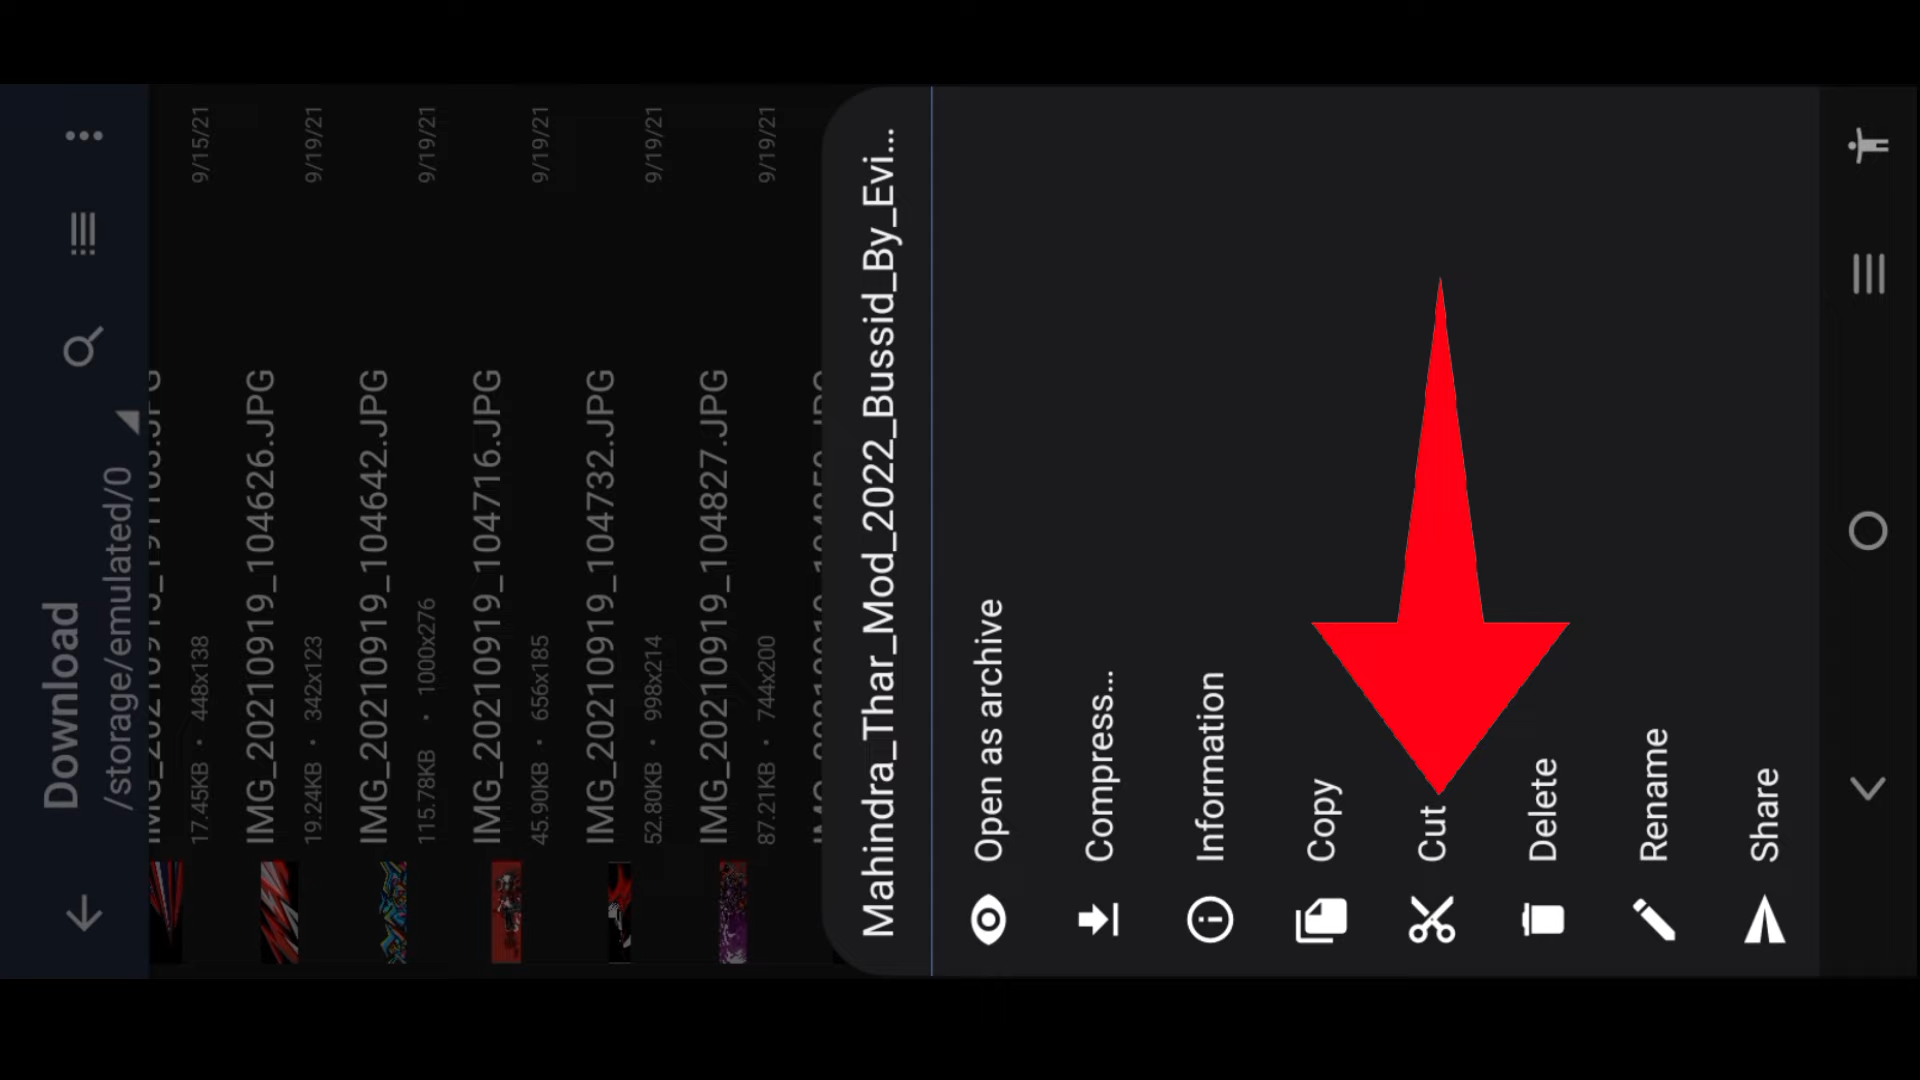 Download
/storage/emulated/0
17.45KB • 448x138
9/15/21
IMG_20210919_104626.JPG
19.24KB • 342x123
9/19/21
IMG_20210919_104642.JPG
115.78KB • 1000x276
9/19/21
IMG_20210919_104716.JPG
45.90KB • 656x185
9/19/21
IMG_20210919_104732.JPG
52.80KB • 998x214
9/19/21
IMG_20210919_104827.JPG
87.21KB • 744x200
9/19/21
Mahindra_Thar_Mod_2022_Bussid_By_Evi...
Open as archive
Compress...
Information
Copy
Cut
Delete
Rename
Share